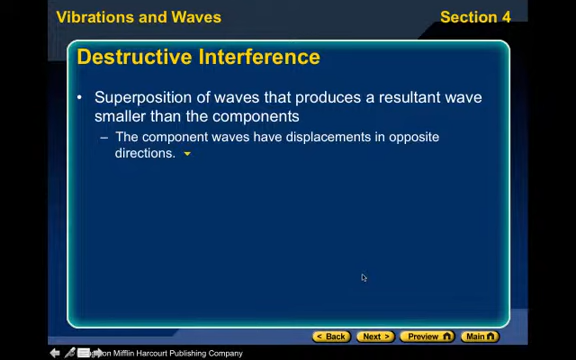 Vibrations and Waves
Section 4
Destructive Interference
• Superposition of waves that produces a resultant wave
smaller than the components
– The component waves have displacements in opposite
directions.
< Back
Next >
Preview
Main
on Mifflin Harcourt Publishing Company